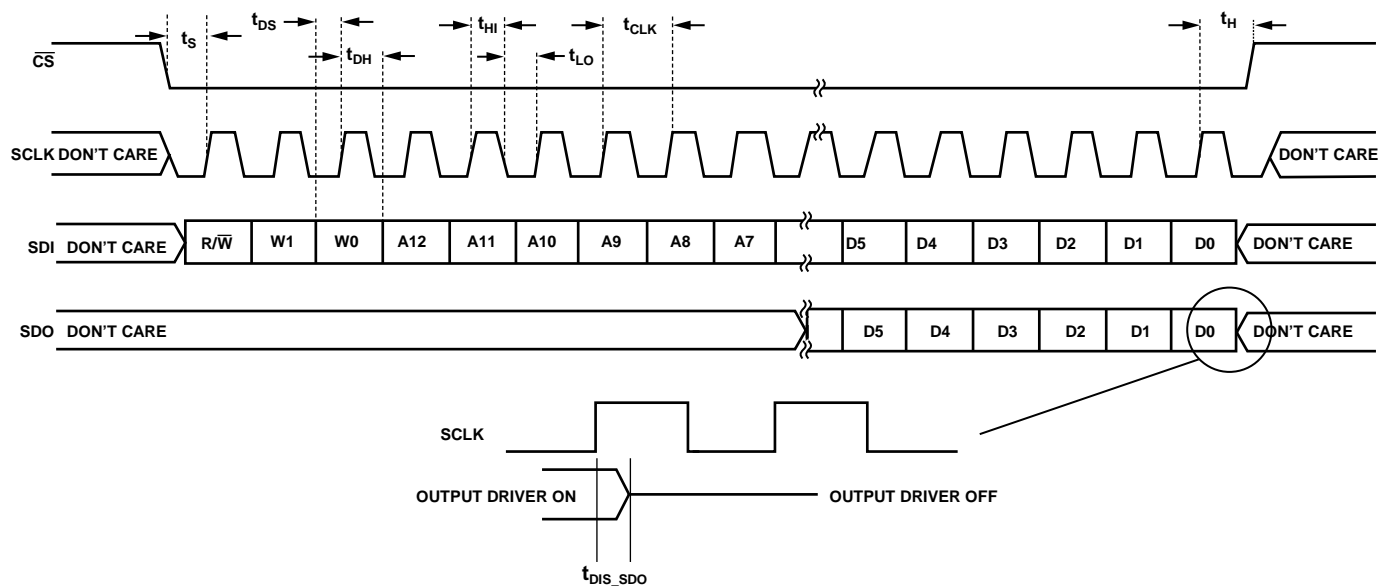 tS
tDS
tDH
tHI
tLO
tCLK
tH
C̅S̅
SCLK DON'T CARE
DON'T CARE
SDI DON'T CARE
R/W̅ W1 W0 A12 A11 A10 A9 A8 A7 D5 D4 D3 D2 D1 D0
DON'T CARE
SDO DON'T CARE
D5 D4 D3 D2 D1 D0
DON'T CARE
SCLK
OUTPUT DRIVER ON
OUTPUT DRIVER OFF
tDIS_SDO